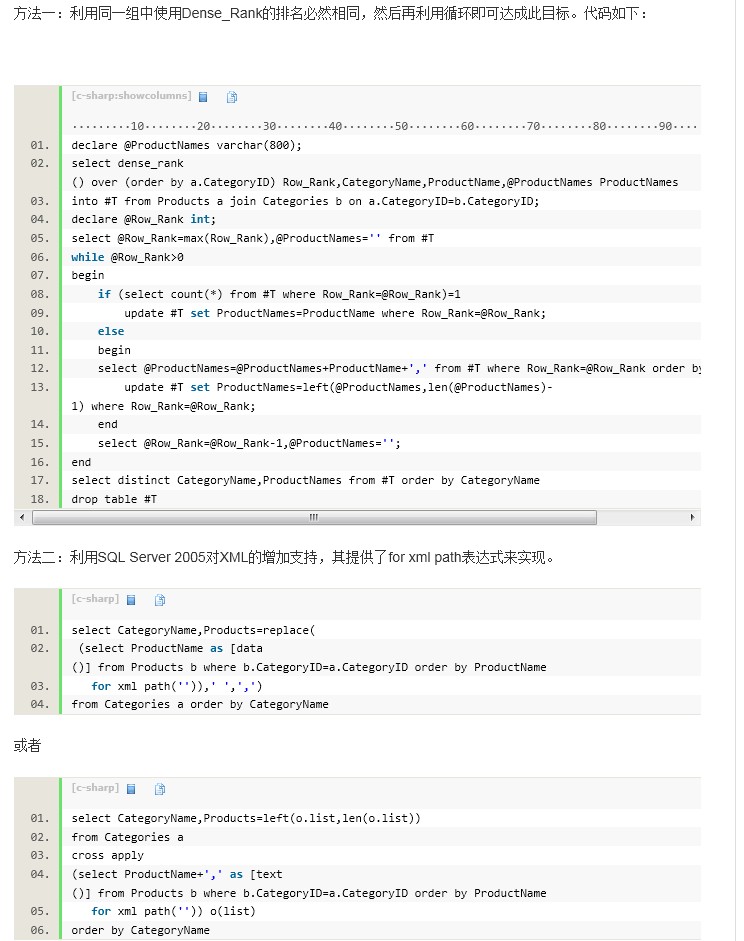 方法一：利用同一组中使用Dense_Rank的排名必然相同，然后再利用循环即可达成此目标。代码如下：
[c-sharp:showcolumns]
·········10········20········30········40········50········60········70········80········90····
01. declare @ProductNames varchar(800);
02. select dense_rank
() over (order by a.CategoryID) Row_Rank,CategoryName,ProductName,@ProductNames ProductNames
03. into #T from Products a join Categories b on a.CategoryID=b.CategoryID;
04. declare @Row_Rank int;
05. select @Row_Rank=max(Row_Rank),@ProductNames='' from #T
06. while @Row_Rank>0
07. begin
08. if (select count(*) from #T where Row_Rank=@Row_Rank)=1
09. update #T set ProductNames=ProductName where Row_Rank=@Row_Rank;
10. else
11. begin
12. select @ProductNames=@ProductNames+ProductName+',' from #T where Row_Rank=@Row_Rank order by
13. update #T set ProductNames=left(@ProductNames,len(@ProductNames)-
1) where Row_Rank=@Row_Rank;
14. end
15. select @Row_Rank=@Row_Rank-1,@ProductNames='';
16. end
17. select distinct CategoryName,ProductNames from #T order by CategoryName
18. drop table #T
方法二：利用SQL Server 2005对XML的增加支持，其提供了for xml path表达式来实现。
[c-sharp]
01. select CategoryName,Products=replace(
02. (select ProductName as [data
()] from Products b where b.CategoryID=a.CategoryID order by ProductName
03. for xml path('')),' ',',')
04. from Categories a order by CategoryName
或者
[c-sharp]
01. select CategoryName,Products=left(o.list,len(o.list))
02. from Categories a
03. cross apply
04. (select ProductName+',' as [text
()] from Products b where b.CategoryID=a.CategoryID order by ProductName
05. for xml path('')) o(list)
06. order by CategoryName